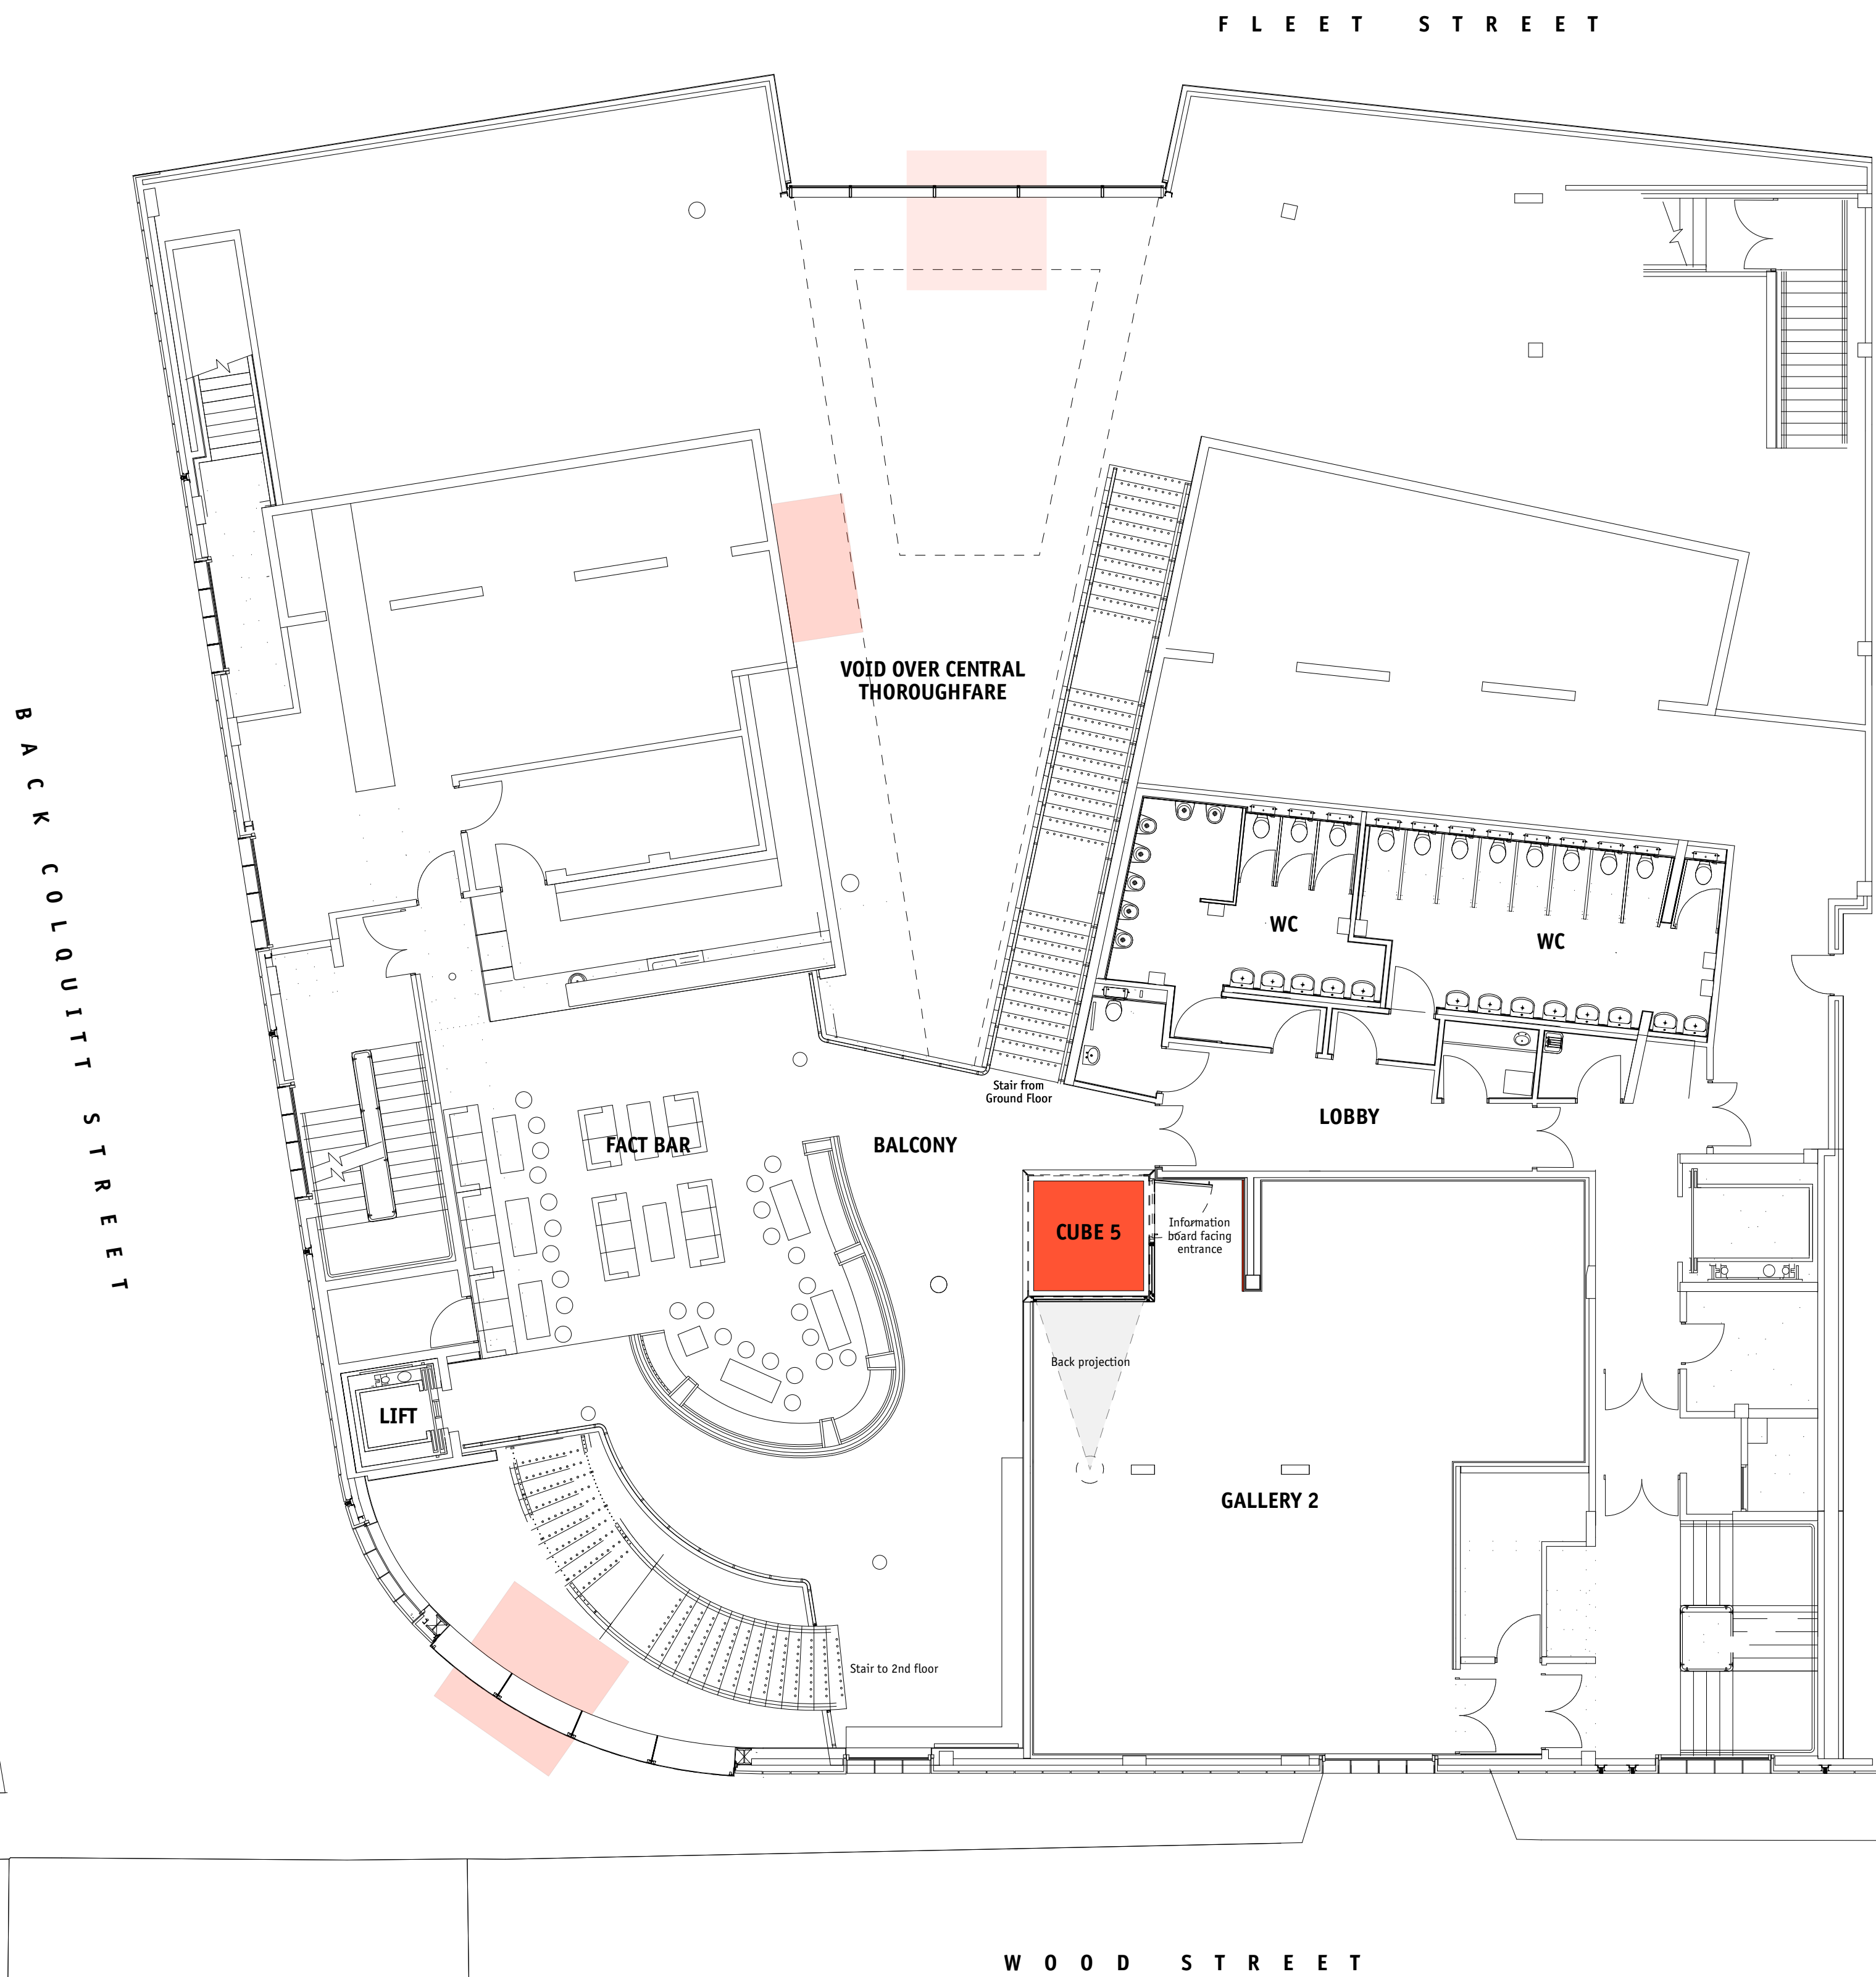 FLEET STREET
BACK COLQUITT STREET
VOID OVER CENTRAL
THOROUGHFARE
WC
WC
Stair from
Ground Floor
LOBBY
FACT BAR
BALCONY
CUBE 5
Information
board facing
entrance
Back projection
LIFT
GALLERY 2
Stair to 2nd floor
WOOD STREET